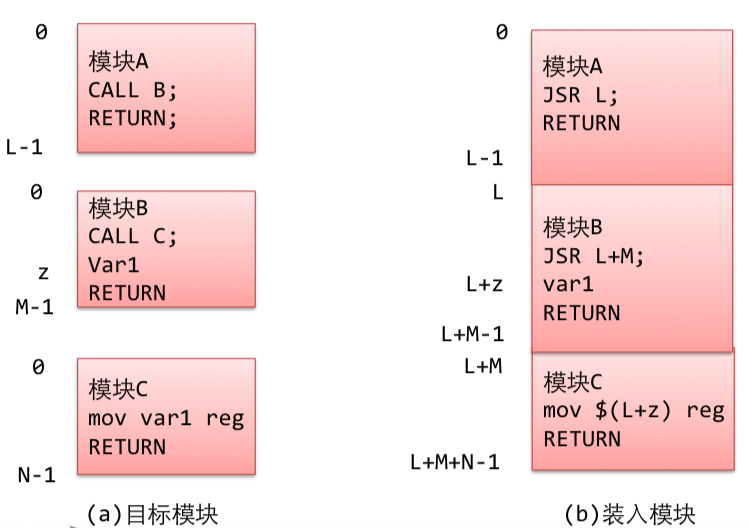 0
模块A
CALL B;
RETURN;
L-1
0
模块B
CALL C;
z
Var1
RETURN
M-1
0
模块C
mov var1 reg
RETURN
N-1
(a)目标模块
0
模块A
JSR L;
RETURN
L-1
L
模块B
JSR L+M;
L+z
var1
RETURN
L+M-1
L+M
模块C
mov $(L+z) reg
RETURN
L+M+N-1
(b)装入模块